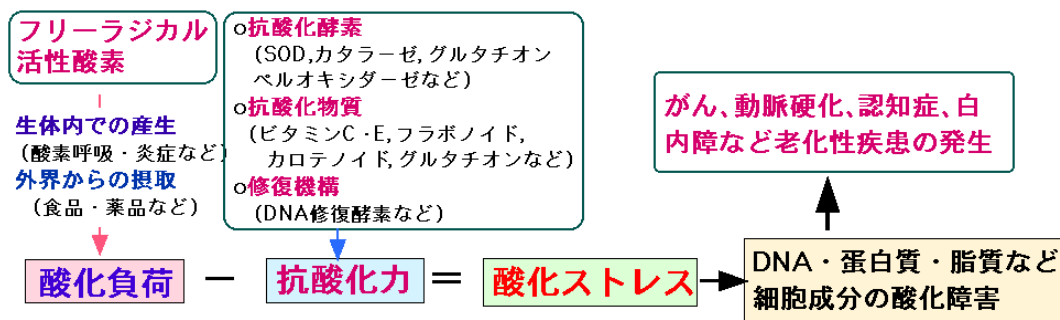 フリーラジカル
活性酸素
生体内での産生
(酸素呼吸・炎症など)
外界からの摂取
(食品・薬品など)
o抗酸化酵素
(SOD,カタラーゼ,グルタチオン
ペルオキシダーゼなど)
o抗酸化物質
(ビタミンC・E,フラボノイド,
カロテノイド,グルタチオンなど)
o修復機構
(DNA修復酵素など)
がん、動脈硬化、認知症、白
内障など老化性疾患の発生
酸化負荷 − 抗酸化力 = 酸化ストレス
DNA・蛋白質・脂質など
細胞成分の酸化障害